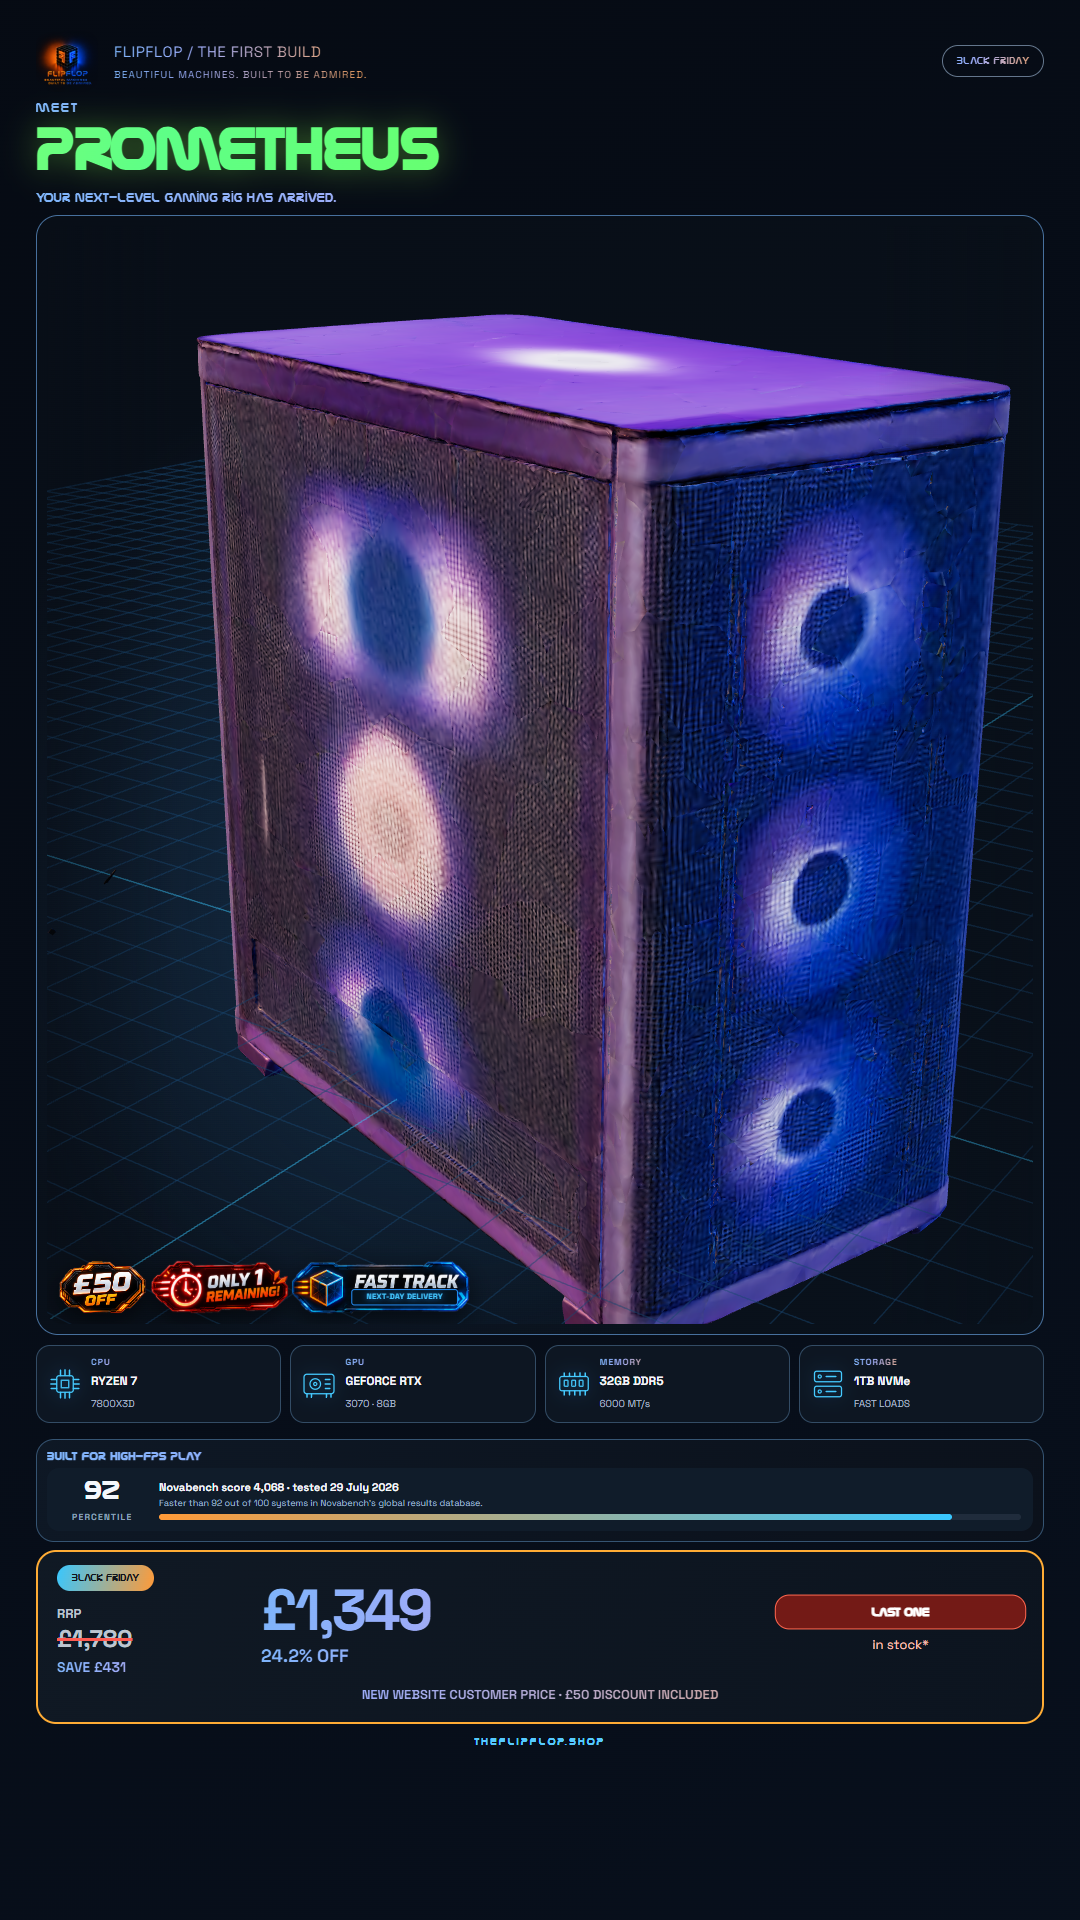 FLIPFLOP
FLIPFLOP / THE FIRST BUILD
BEAUTIFUL MACHINES. BUILT TO BE ADMIRED.
BLACK FRIDAY
MEET
PROMETHEUS
YOUR NEXT-LEVEL GAMING RIG HAS ARRIVED.
£50 OFF
ONLY 1 REMAINING!
FAST TRACK
NEXT-DAY DELIVERY
CPU
RYZEN 7
7800X3D
GPU
GEFORCE RTX
3070 · 8GB
MEMORY
32GB DDR5
6000 MT/s
STORAGE
1TB NVMe
FAST LOADS
BUILT FOR HIGH-FPS PLAY
92
PERCENTILE
Novabench score 4,068 · tested 29 July 2026
Faster than 92 out of 100 systems in Novabench's global results database.
BLACK FRIDAY
RRP
£1,780
SAVE £431
£1,349
24.2% OFF
LAST ONE
in stock*
NEW WEBSITE CUSTOMER PRICE · £50 DISCOUNT INCLUDED
THEFLIPFLOP.SHOP